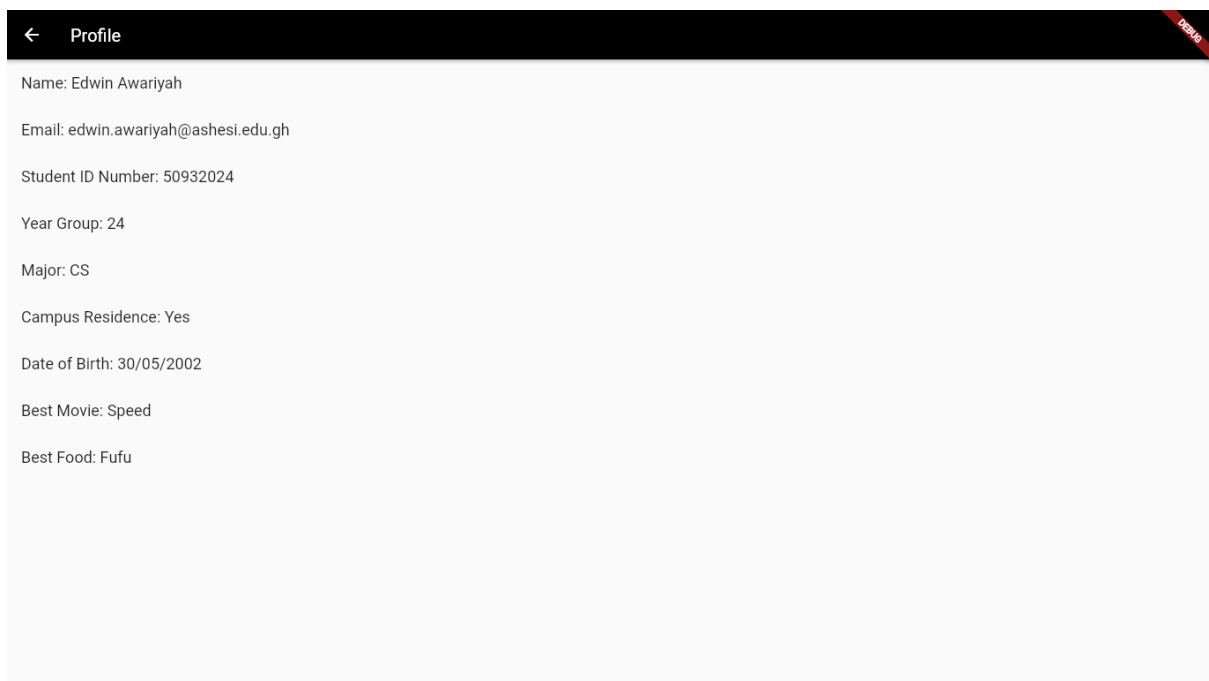 Profile
DEBUG
Name: Edwin Awariyah
Email: edwin.awariyah@ashesi.edu.gh
Student ID Number: 50932024
Year Group: 24
Major: CS
Campus Residence: Yes
Date of Birth: 30/05/2002
Best Movie: Speed
Best Food: Fufu